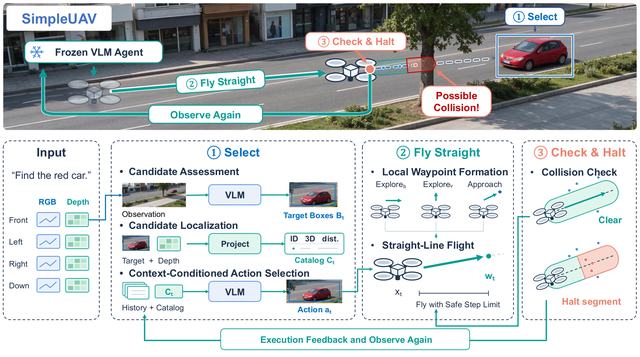 SimpleUAV
① Select
③ Check & Halt
Frozen VLM Agent
② Fly Straight
Observe Again
Possible
Collision!
Input
"Find the red car."
RGB Depth
Front
Left
Right
Down
① Select
• Candidate Assessment
VLM
Observation
Target Boxes Bₜ
• Candidate Localization
Project
ID 3D dist.
Target + Depth
Catalog Cₜ
• Context-Conditioned Action Selection
Cₜ
VLM
History + Catalog
Action aₜ
② Fly Straight
• Local Waypoint Formation
Exploreₕ Exploreᵥ Approach
• Straight-Line Flight
xₜ
wₜ
Fly with Safe Step Limit
③ Check & Halt
• Collision Check
Clear
Halt segment
Execution Feedback and Observe Again